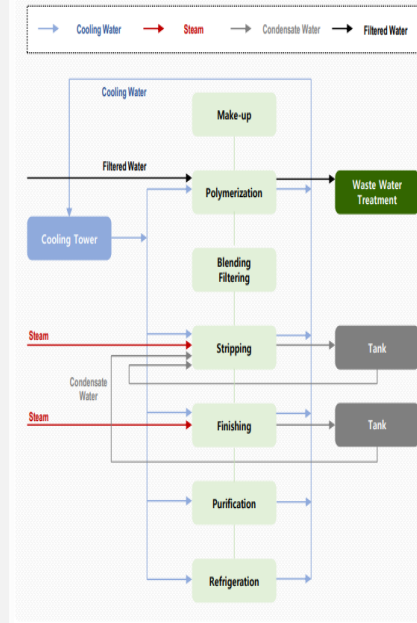 Cooling Water
Steam
Condensate Water
Filtered Water
Cooling Water
Make-up
Filtered Water
Polymerization
Waste Water
Treatment
Cooling Tower
Blending
Filtering
Steam
Stripping
Tank
Condensate
Water
Steam
Finishing
Tank
Purification
Refrigeration